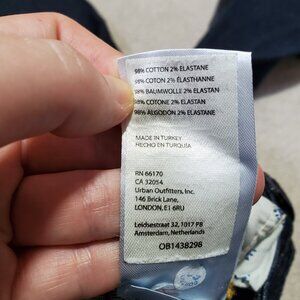 98% COTTON 2% ELASTANE
98% COTON 2% ÉLASTHANNE
98% BAUMWOLLE 2% ELASTAN
98% COTONE 2% ELASTAN
98% ALGODÓN 2% ELASTANE
MADE IN TURKEY
HECHO EN TURQUÍA
RN 66170
CA 32054
Urban Outfitters, Inc.
146 Brick Lane,
LONDON, E1 6RU
Leidsestraat 32, 1017 PB
Amsterdam, Netherlands
OB1438298